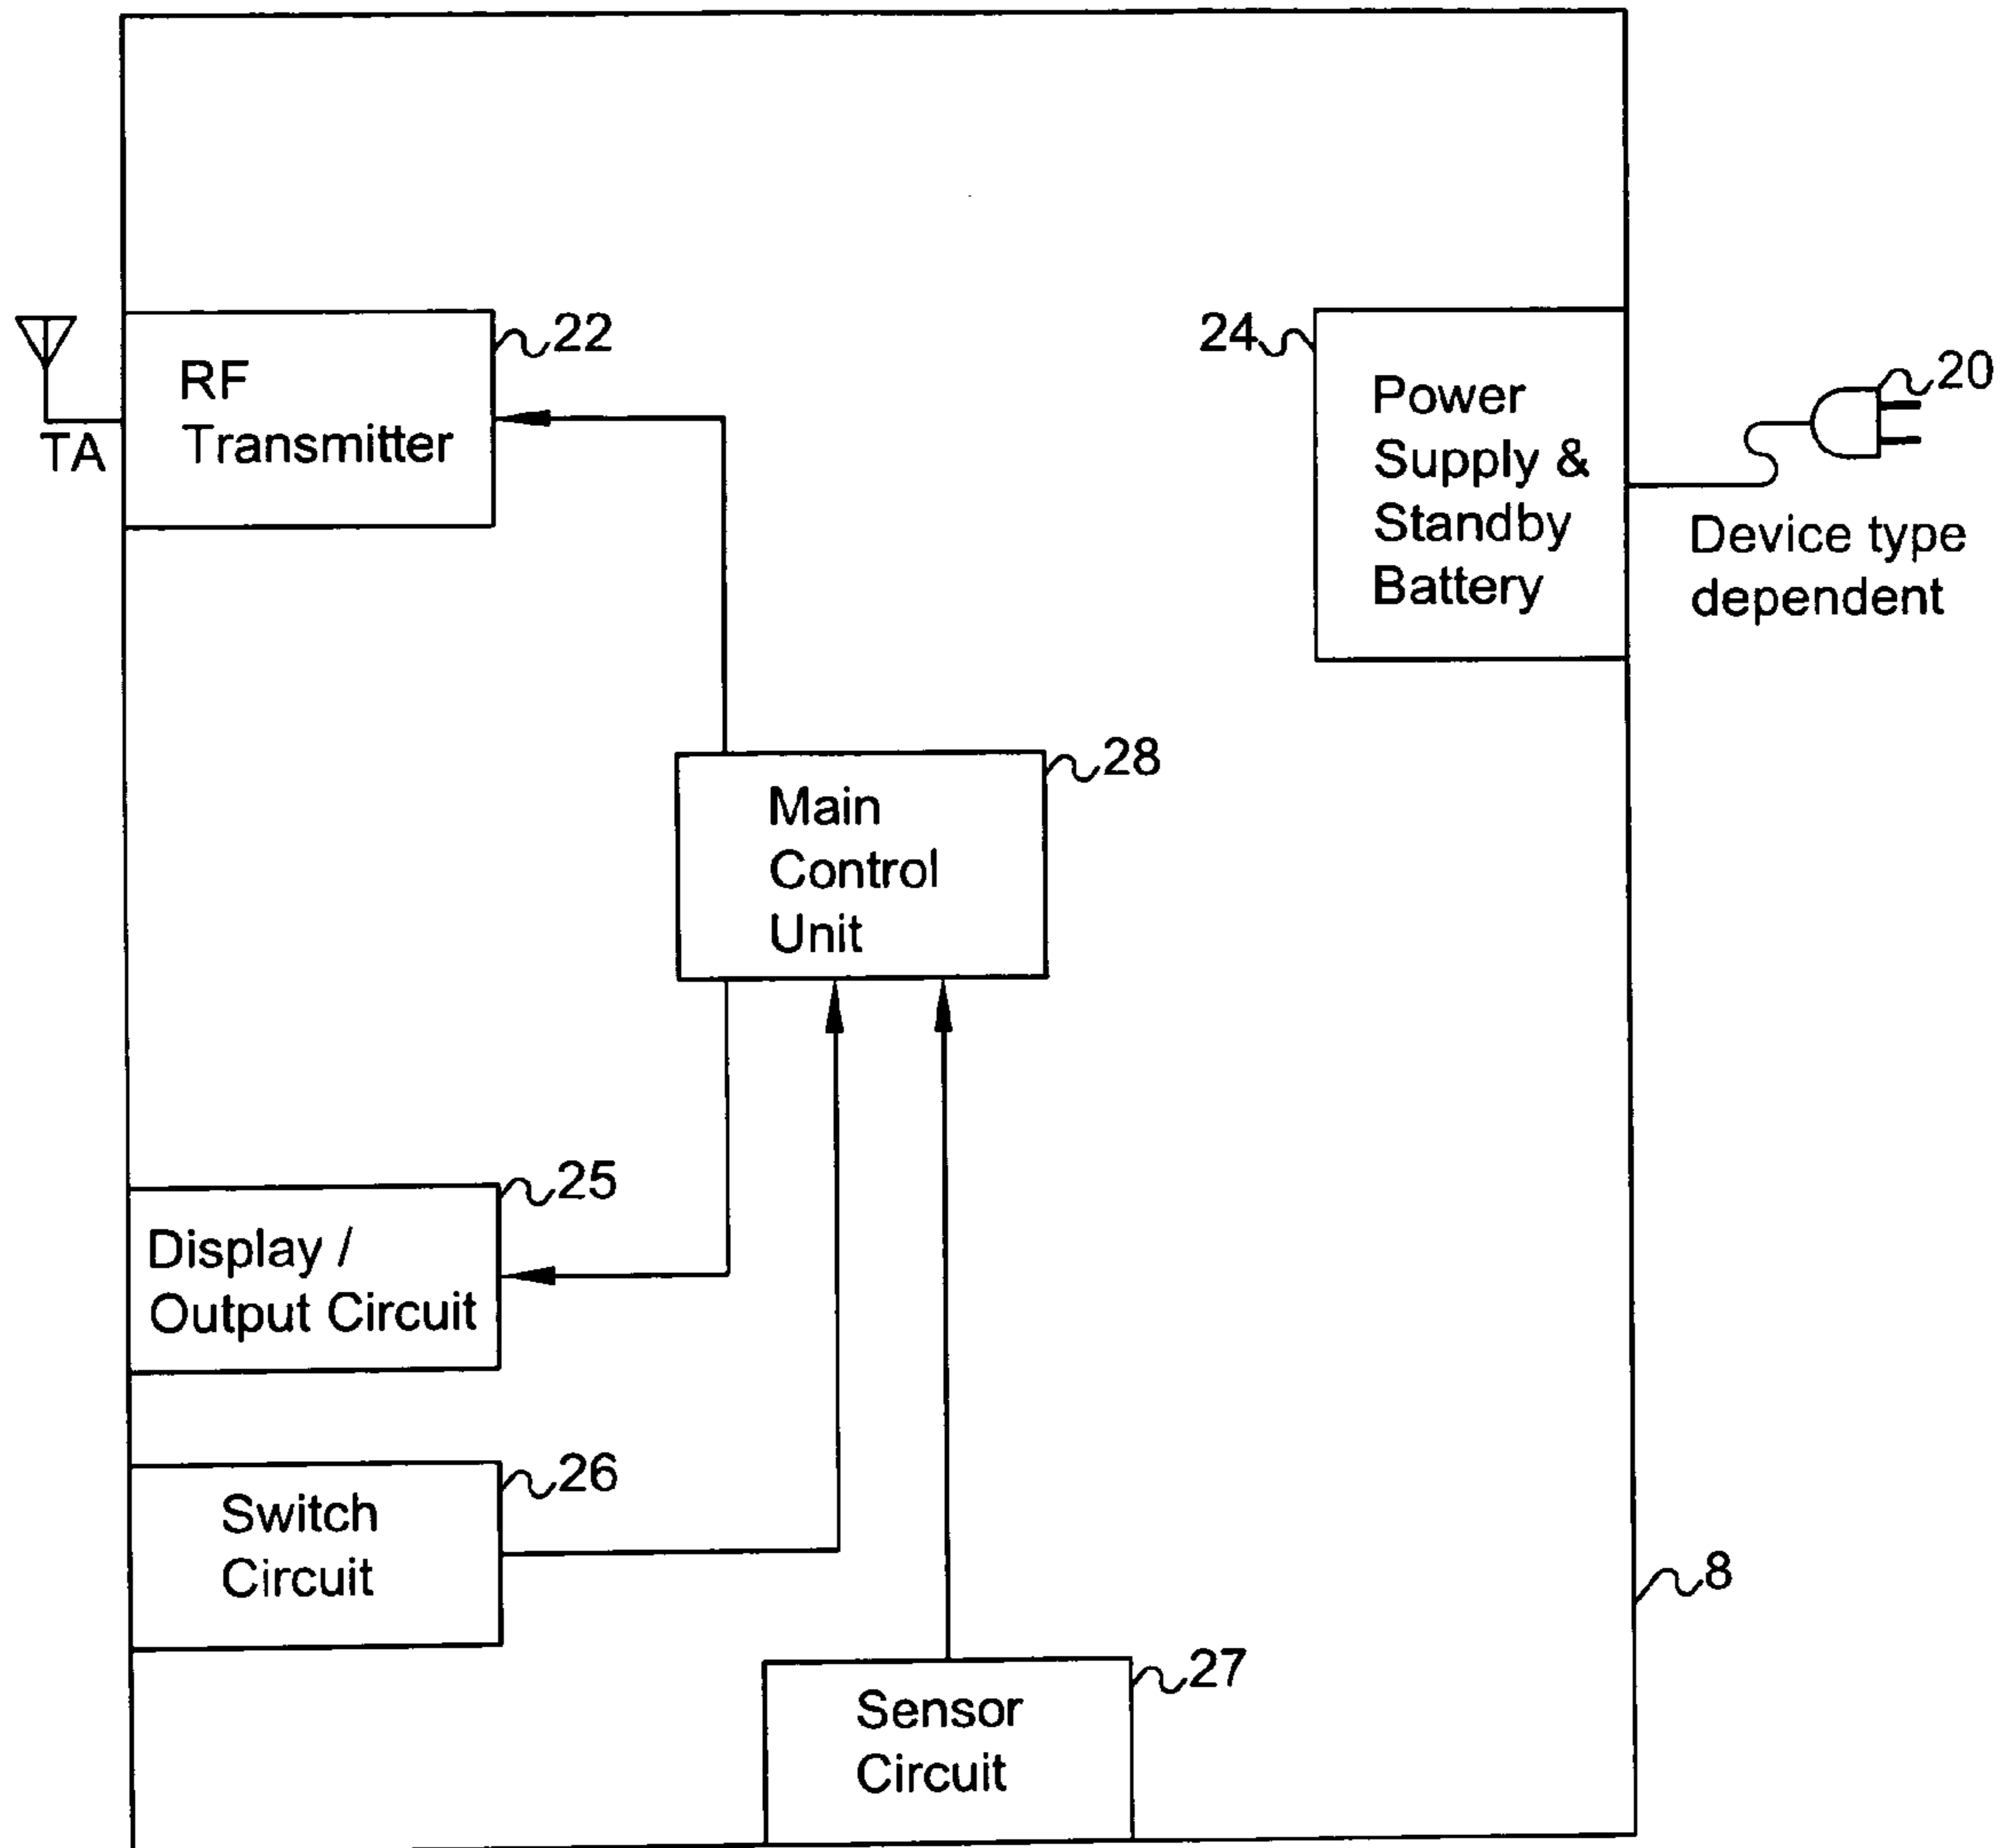 22
RF
Transmitter
TA
24
Power
Supply &
Standby
Battery
20
Device type
dependent
28
Main
Control
Unit
25
Display /
Output Circuit
26
Switch
Circuit
8
27
Sensor
Circuit